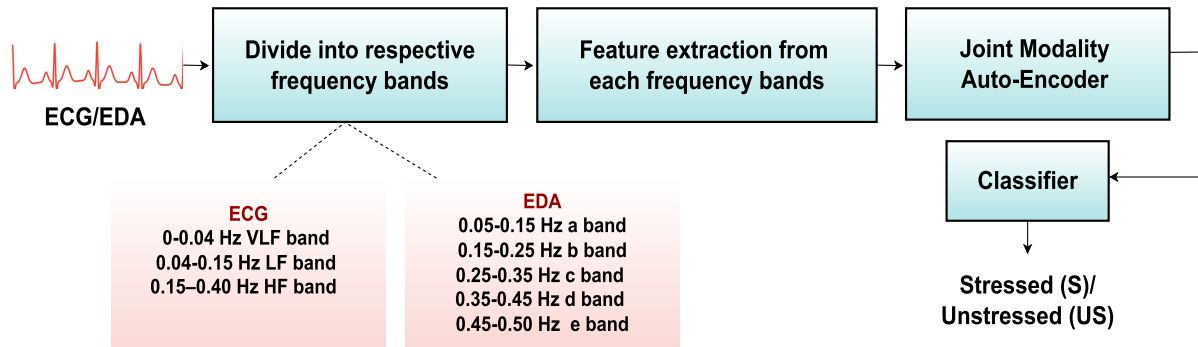 ECG/EDA
Divide into respective
frequency bands
Feature extraction from
each frequency bands
Joint Modality
Auto-Encoder
Classifier
Stressed (S)/
Unstressed (US)
ECG
0-0.04 Hz VLF band
0.04-0.15 Hz LF band
0.15–0.40 Hz HF band
EDA
0.05-0.15 Hz a band
0.15-0.25 Hz b band
0.25-0.35 Hz c band
0.35-0.45 Hz d band
0.45-0.50 Hz  e band